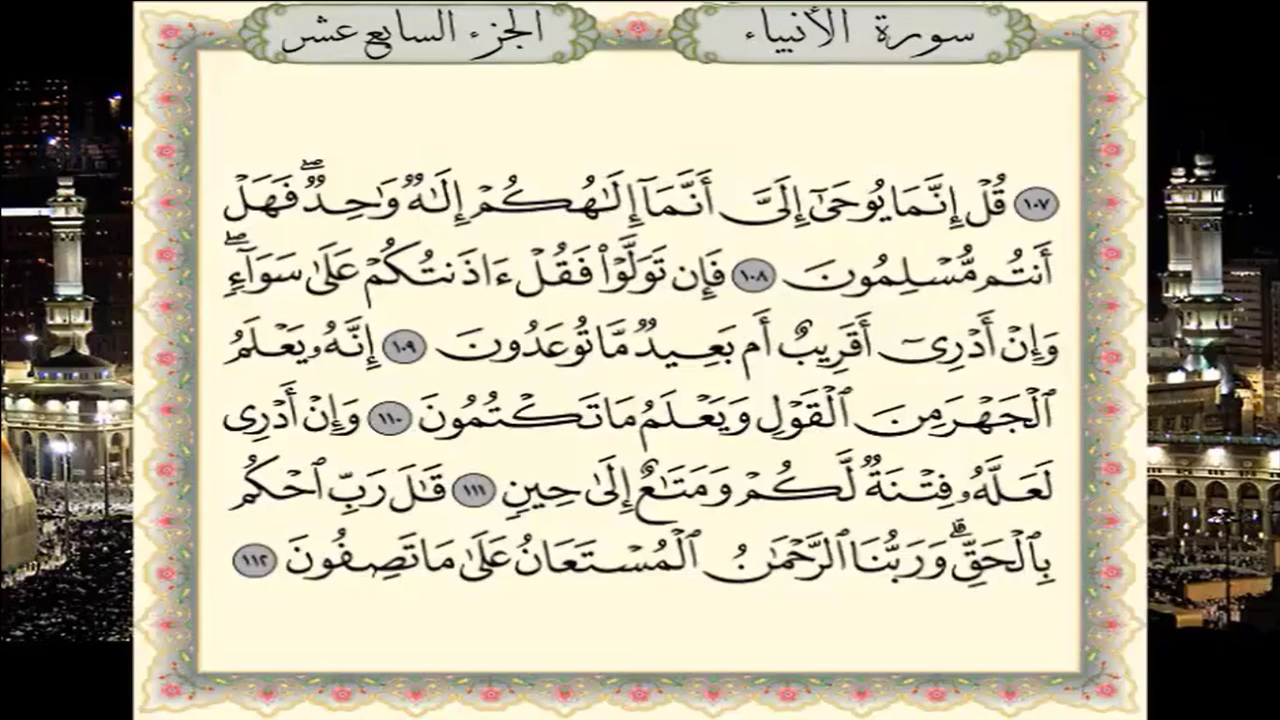 سورة الأنبياء الجزء السابع عشر
١٠٧ قُلْ إِنَّمَا يُوحَىٰٓ إِلَىَّ أَنَّمَآ إِلَٰهُكُمْ إِلَٰهٌ وَٰحِدٌ ۖ فَهَلْ
أَنتُم مُّسْلِمُونَ ١٠٨ فَإِن تَوَلَّوْا۟ فَقُلْ ءَاذَنتُكُمْ عَلَىٰ سَوَآءٍ ۖ
وَإِنْ أَدْرِىٓ أَقَرِيبٌ أَم بَعِيدٌ مَّا تُوعَدُونَ ١٠٩ إِنَّهُۥ يَعْلَمُ
ٱلْجَهْرَ مِنَ ٱلْقَوْلِ وَيَعْلَمُ مَا تَكْتُمُونَ ١١٠ وَإِنْ أَدْرِى
لَعَلَّهُۥ فِتْنَةٌ لَّكُمْ وَمَتَٰعٌ إِلَىٰ حِينٍ ١١١ قَٰلَ رَبِّ ٱحْكُم
بِٱلْحَقِّ ۗ وَرَبُّنَا ٱلرَّحْمَٰنُ ٱلْمُسْتَعَانُ عَلَىٰ مَا تَصِفُونَ ١١٢